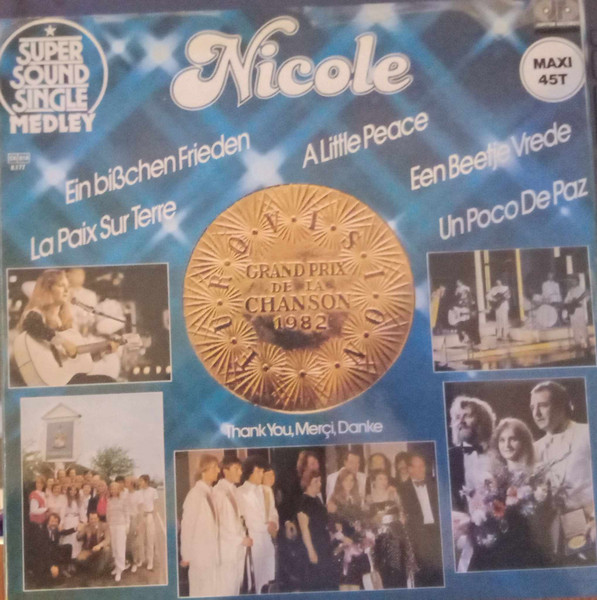 SUPER
SOUND
SINGLE
MEDLEY
Nicole
MAXI
45T
Ein bißchen Frieden
A Little Peace
Een Beetje Vrede
La Paix Sur Terre
Un Poco De Paz
EUROVISION
GRAND PRIX
DE LA
CHANSON
1982
Thank You, Merçi, Danke